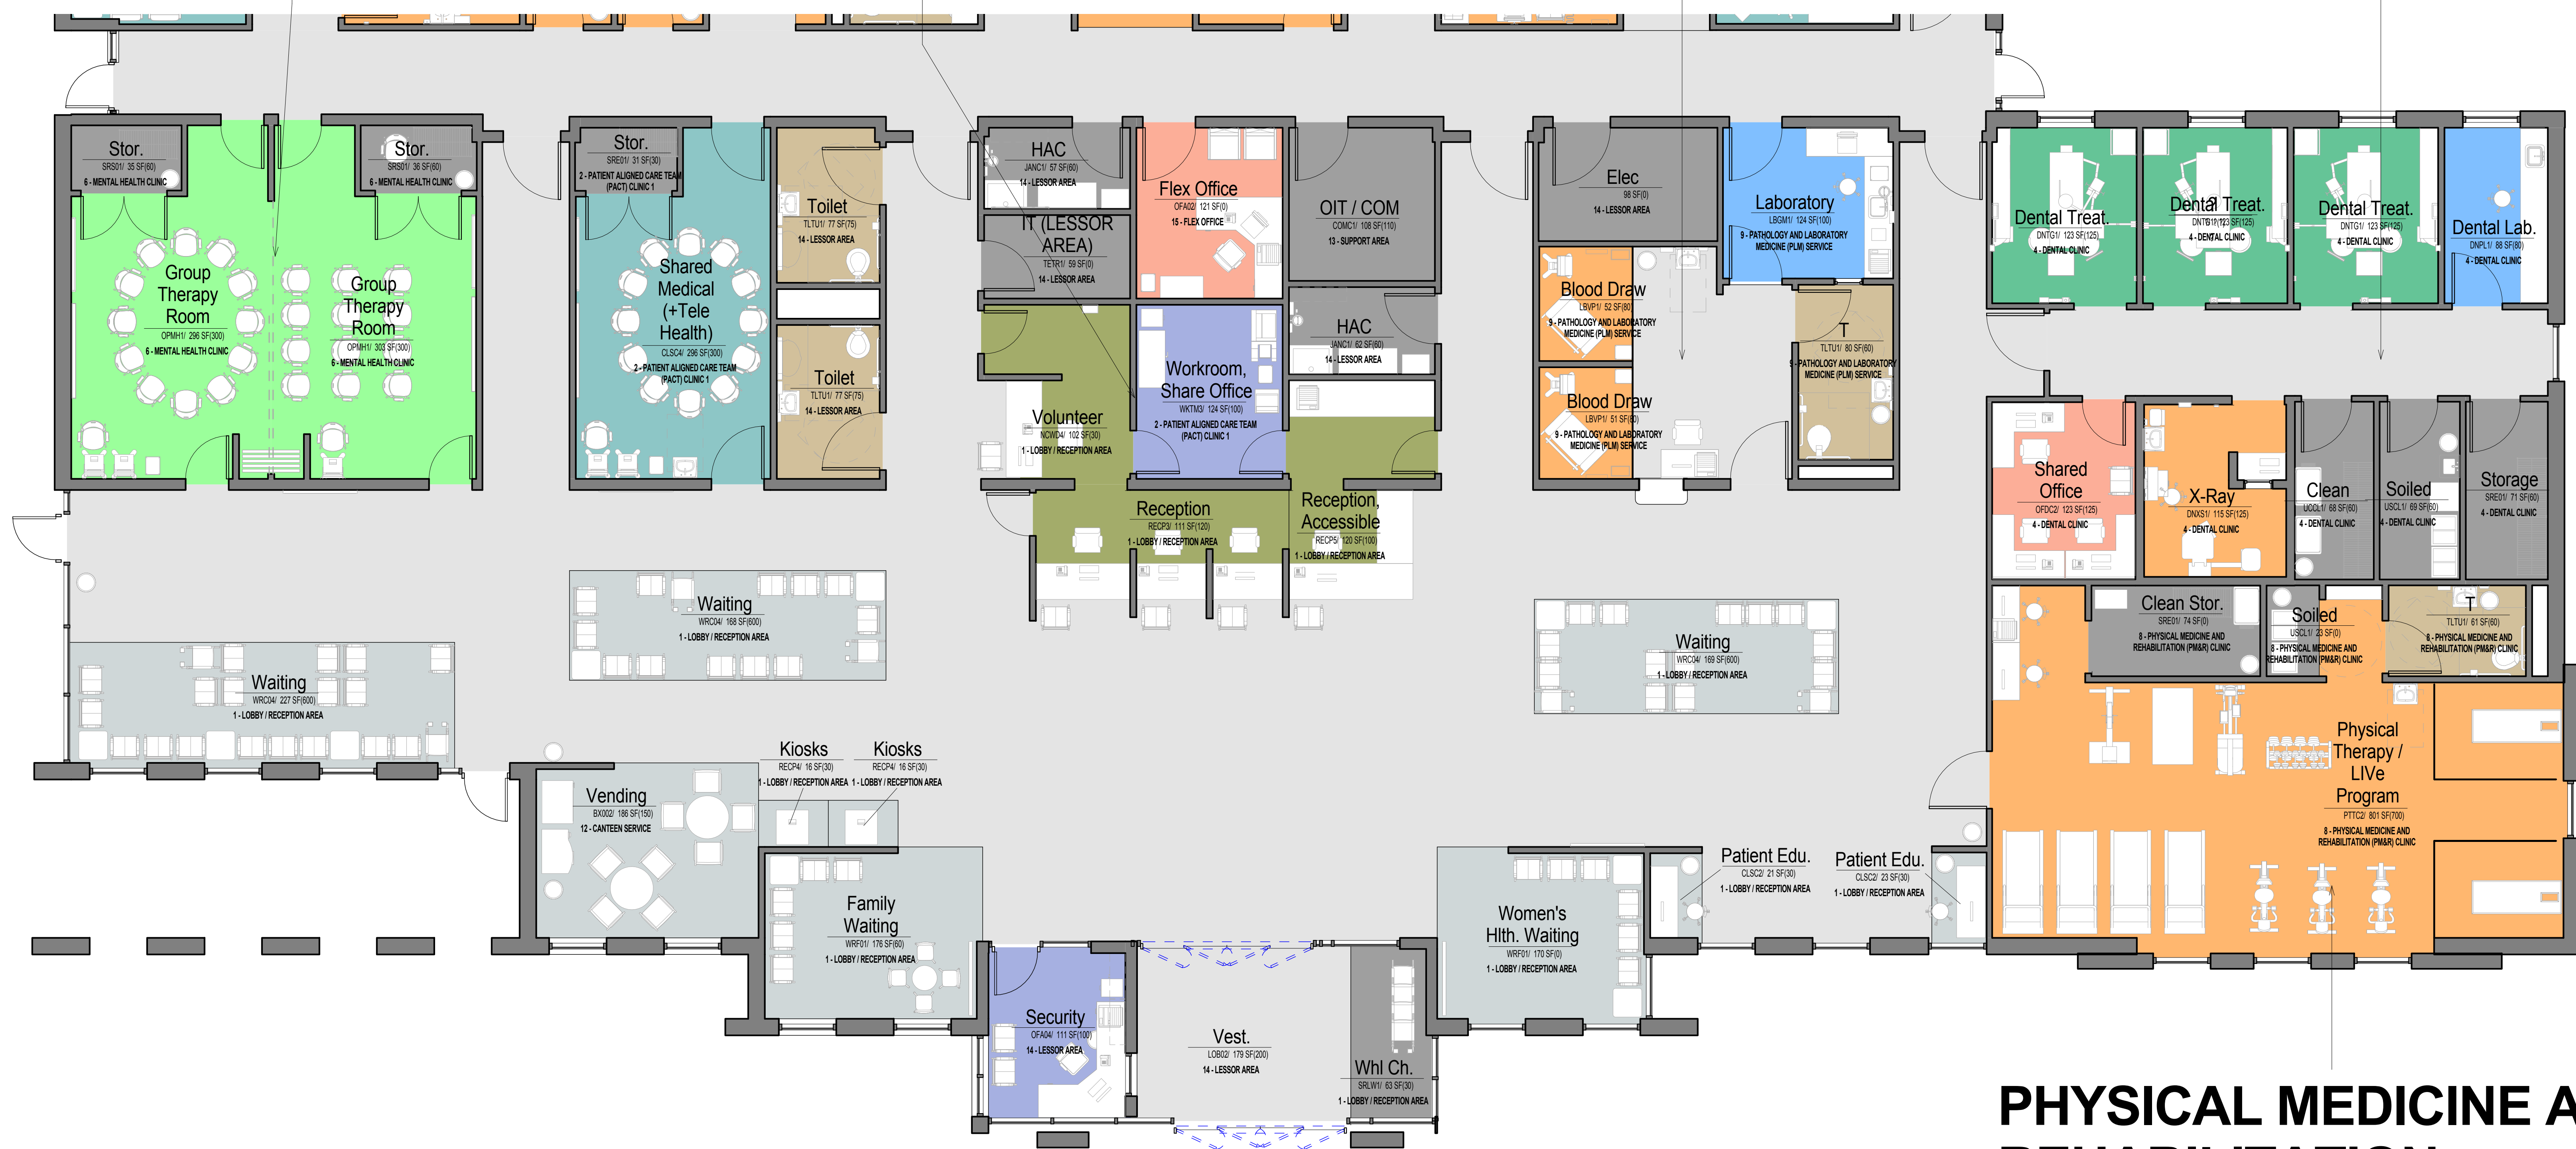 Stor.
SRS01/ 35 SF(60)
6 - MENTAL HEALTH CLINIC
Stor.
SRS01/ 36 SF(60)
6 - MENTAL HEALTH CLINIC
Group
Therapy
Room
OPMH1/ 296 SF(300)
6 - MENTAL HEALTH CLINIC
Group
Therapy
Room
OPMH1/ 303 SF(300)
6 - MENTAL HEALTH CLINIC
Stor.
SRE01/ 31 SF(30)
2 - PATIENT ALIGNED CARE TEAM
(PACT) CLINIC 1
Shared
Medical
(+Tele
Health)
CLSC4/ 296 SF(300)
2 - PATIENT ALIGNED CARE TEAM
(PACT) CLINIC 1
Toilet
TLTU1/ 77 SF(75)
14 - LESSOR AREA
Toilet
TLTU1/ 77 SF(75)
14 - LESSOR AREA
HAC
JANC1/ 57 SF(60)
14 - LESSOR AREA
IT (LESSOR
AREA)
TETR1/ 59 SF(0)
14 - LESSOR AREA
Flex Office
OFA02/ 121 SF(0)
15 - FLEX OFFICE
OIT / COM
COMC1/ 108 SF(110)
13 - SUPPORT AREA
HAC
JANC1/ 62 SF(60)
14 - LESSOR AREA
Volunteer
NCWD4/ 102 SF(30)
1 - LOBBY / RECEPTION AREA
Workroom,
Share Office
WKTM3/ 124 SF(100)
2 - PATIENT ALIGNED CARE TEAM
(PACT) CLINIC 1
Reception
RECP3/ 111 SF(120)
1 - LOBBY / RECEPTION AREA
Reception,
Accessible
RECP5/ 120 SF(100)
1 - LOBBY / RECEPTION AREA
Elec
98 SF(0)
14 - LESSOR AREA
Laboratory
LBGM1/ 124 SF(100)
9 - PATHOLOGY AND LABORATORY
MEDICINE (PLM) SERVICE
Blood Draw
LBVP1/ 52 SF(80)
9 - PATHOLOGY AND LABORATORY
MEDICINE (PLM) SERVICE
Blood Draw
LBVP1/ 51 SF(80)
9 - PATHOLOGY AND LABORATORY
MEDICINE (PLM) SERVICE
T
TLTU1/ 80 SF(60)
9 - PATHOLOGY AND LABORATORY
MEDICINE (PLM) SERVICE
Dental Treat.
DNTG1/ 123 SF(125)
4 - DENTAL CLINIC
Dental Treat.
4 - DENTAL CLINIC
Dental Treat.
DNTG1/ 123 SF(125)
4 - DENTAL CLINIC
Dental Lab.
DNPL1/ 88 SF(80)
4 - DENTAL CLINIC
Shared
Office
OFDC2/ 123 SF(125)
4 - DENTAL CLINIC
X-Ray
DNXS1/ 115 SF(125)
4 - DENTAL CLINIC
Clean
UCCL1/ 68 SF(60)
4 - DENTAL CLINIC
Soiled
USCL1/ 69 SF(60)
4 - DENTAL CLINIC
Storage
SRE01/ 71 SF(60)
4 - DENTAL CLINIC
Clean Stor.
SRE01/ 74 SF(0)
8 - PHYSICAL MEDICINE AND
REHABILITATION (PM&R) CLINIC
Soiled
USCL1/ 23 SF(0)
8 - PHYSICAL MEDICINE AND
REHABILITATION (PM&R) CLINIC
T
TLTU1/ 61 SF(60)
8 - PHYSICAL MEDICINE AND
REHABILITATION (PM&R) CLINIC
Physical
Therapy /
LIVe
Program
PTTC2/ 801 SF(700)
8 - PHYSICAL MEDICINE AND
REHABILITATION (PM&R) CLINIC
Waiting
WRC04/ 227 SF(600)
1 - LOBBY / RECEPTION AREA
Waiting
WRC04/ 168 SF(600)
1 - LOBBY / RECEPTION AREA
Waiting
WRC04/ 169 SF(600)
1 - LOBBY / RECEPTION AREA
Vending
BX002/ 186 SF(150)
12 - CANTEEN SERVICE
Kiosks
RECP4/ 16 SF(30)
1 - LOBBY / RECEPTION AREA
Kiosks
RECP4/ 16 SF(30)
1 - LOBBY / RECEPTION AREA
Family
Waiting
WRF01/ 176 SF(60)
1 - LOBBY / RECEPTION AREA
Women's
Hlth. Waiting
WRF01/ 170 SF(0)
1 - LOBBY / RECEPTION AREA
Patient Edu.
CLSC2/ 21 SF(30)
1 - LOBBY / RECEPTION AREA
Patient Edu.
CLSC2/ 23 SF(30)
1 - LOBBY / RECEPTION AREA
Security
OFA04/ 111 SF(100)
14 - LESSOR AREA
Vest.
LOB02/ 179 SF(200)
14 - LESSOR AREA
Whl Ch.
SRLW1/ 63 SF(30)
1 - LOBBY / RECEPTION AREA
PHYSICAL MEDICINE A
REHABILITATION